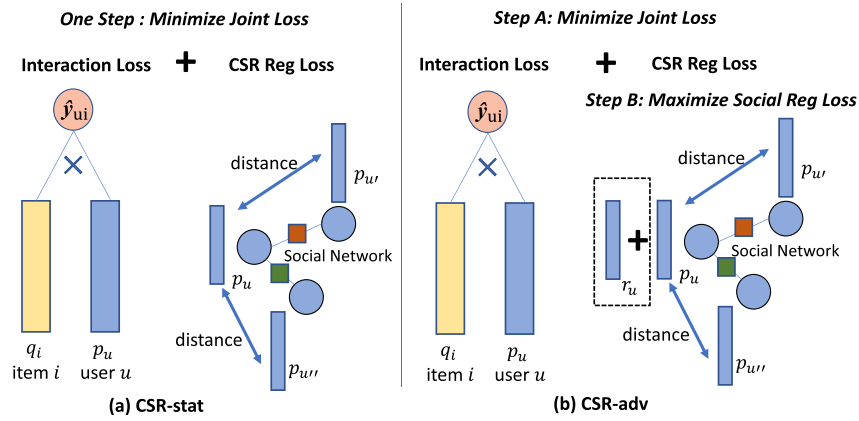 One Step : Minimize Joint Loss
Interaction Loss + CSR Reg Loss
ŷui
×
distance
pu′
Social Network
pu
distance
pu′′
qi
item i
pu
user u
(a) CSR-stat
Step A: Minimize Joint Loss
Interaction Loss + CSR Reg Loss
Step B: Maximize Social Reg Loss
ŷui
×
distance
pu′
+
Social Network
ru
pu
distance
pu′′
qi
item i
pu
user u
(b) CSR-adv